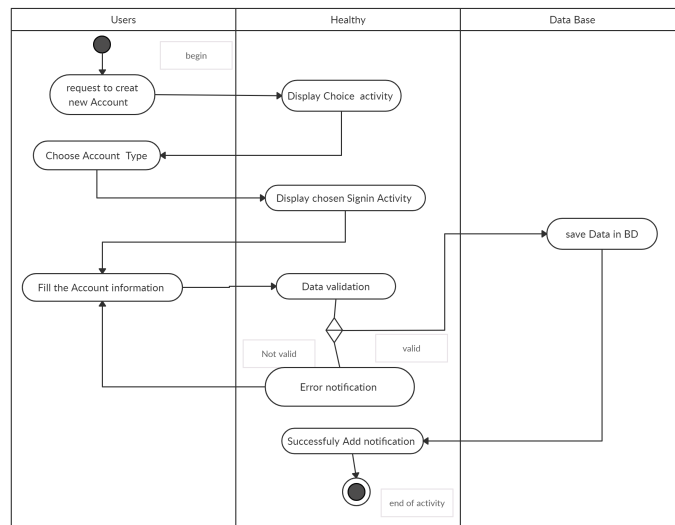 Users
Healthy
Data Base
begin
request to creat
new Account
Display Choice activity
Choose Account Type
Display chosen Signin Activity
save Data in BD
Fill the Account information
Data validation
Not valid
valid
Error notification
Successfuly Add notification
end of activity